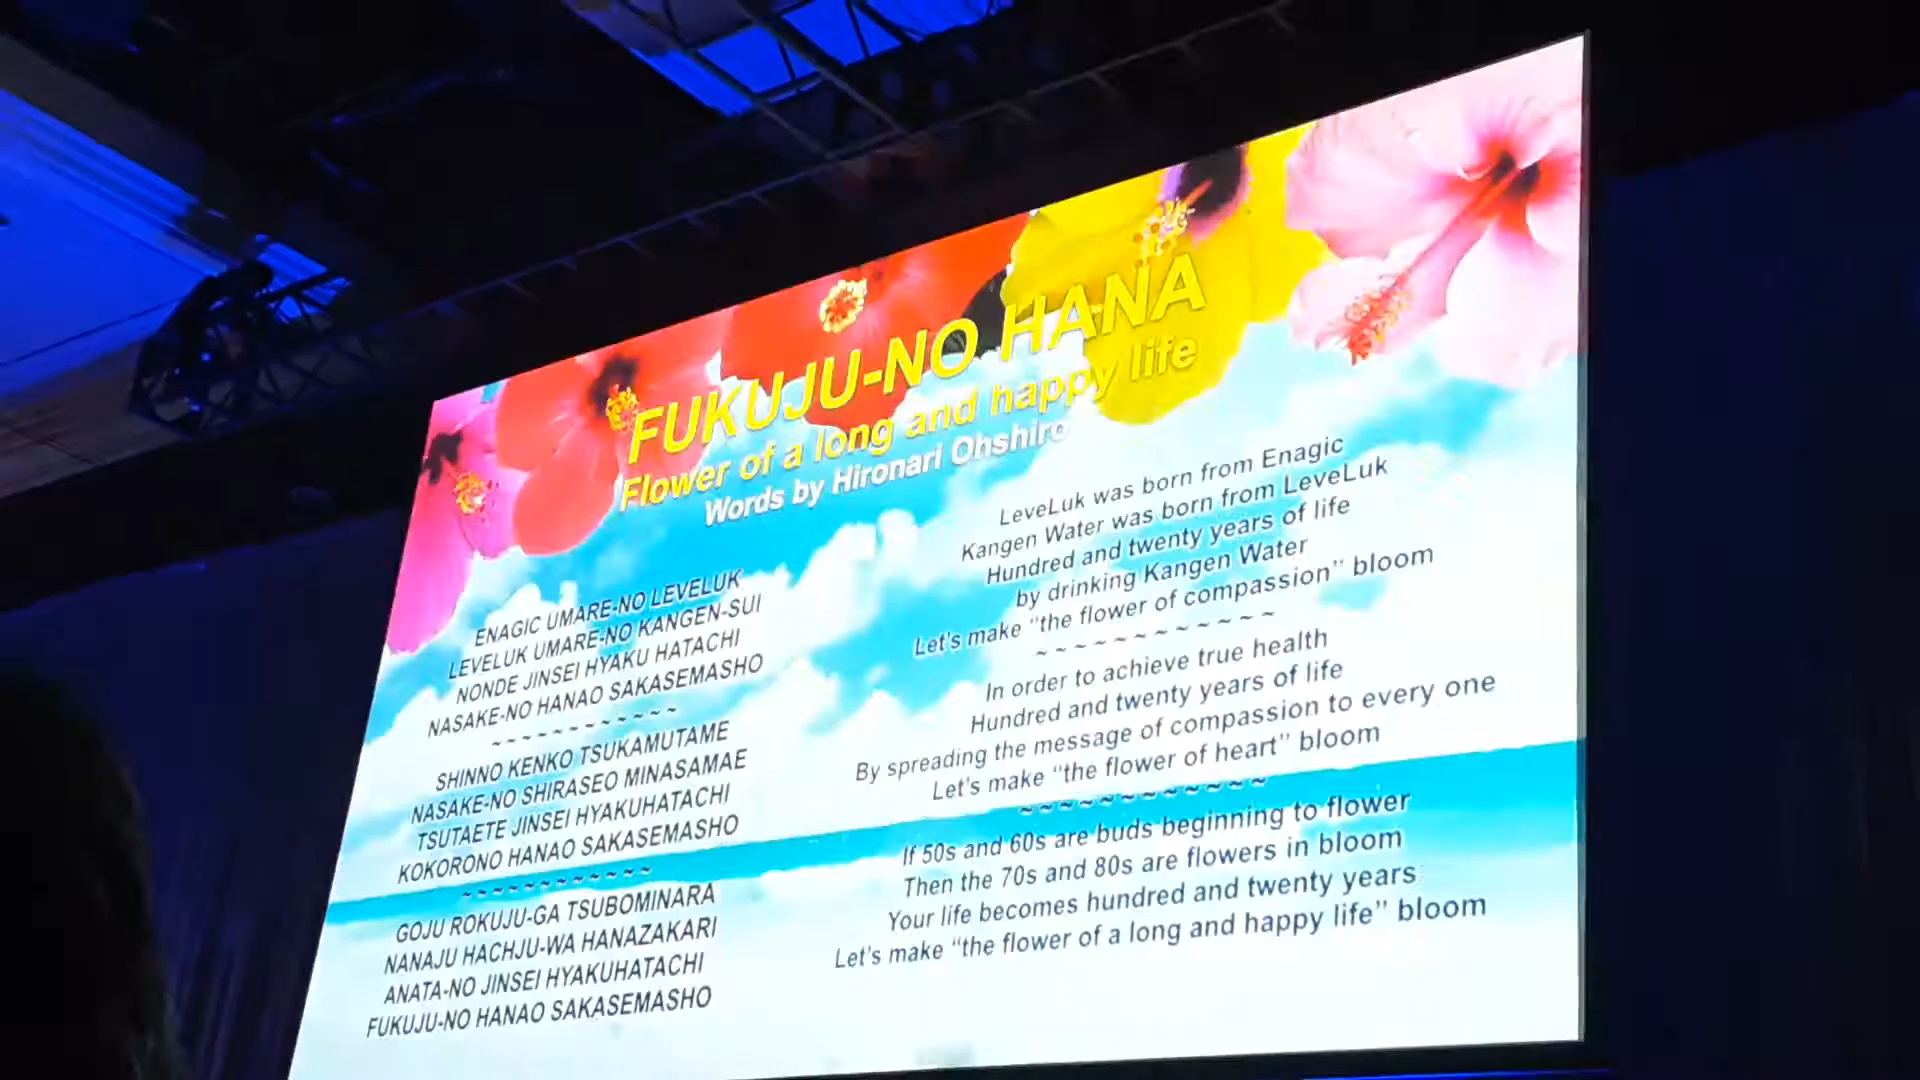 FUKUJU-NO HANA
Flower of a long and happy life
Words by Hironari Ohshiro
ENAGIC UMARE-NO LEVELUK
LEVELUK UMARE-NO KANGEN-SUI
NONDE JINSEI HYAKU HATACHI
NASAKE-NO HANAO SAKASEMASHO
~~~~~~~~~~~~
SHINNO KENKO TSUKAMUTAME
NASAKE-NO SHIRASEO MINASAMAE
TSUTAETE JINSEI HYAKUHATACHI
KOKORONO HANAO SAKASEMASHO
~~~~~~~~~~~~
GOJU ROKUJU-GA TSUBOMINARA
NANAJU HACHJU-WA HANAZAKARI
ANATA-NO JINSEI HYAKUHATACHI
FUKUJU-NO HANAO SAKASEMASHO
LeveLuk was born from Enagic
Kangen Water was born from LeveLuk
Hundred and twenty years of life
by drinking Kangen Water
Let's make "the flower of compassion" bloom
~~~~~~~~~~~~
In order to achieve true health
Hundred and twenty years of life
By spreading the message of compassion to every one
Let's make "the flower of heart" bloom
~~~~~~~~~~~~
If 50s and 60s are buds beginning to flower
Then the 70s and 80s are flowers in bloom
Your life becomes hundred and twenty years
Let's make "the flower of a long and happy life" bloom